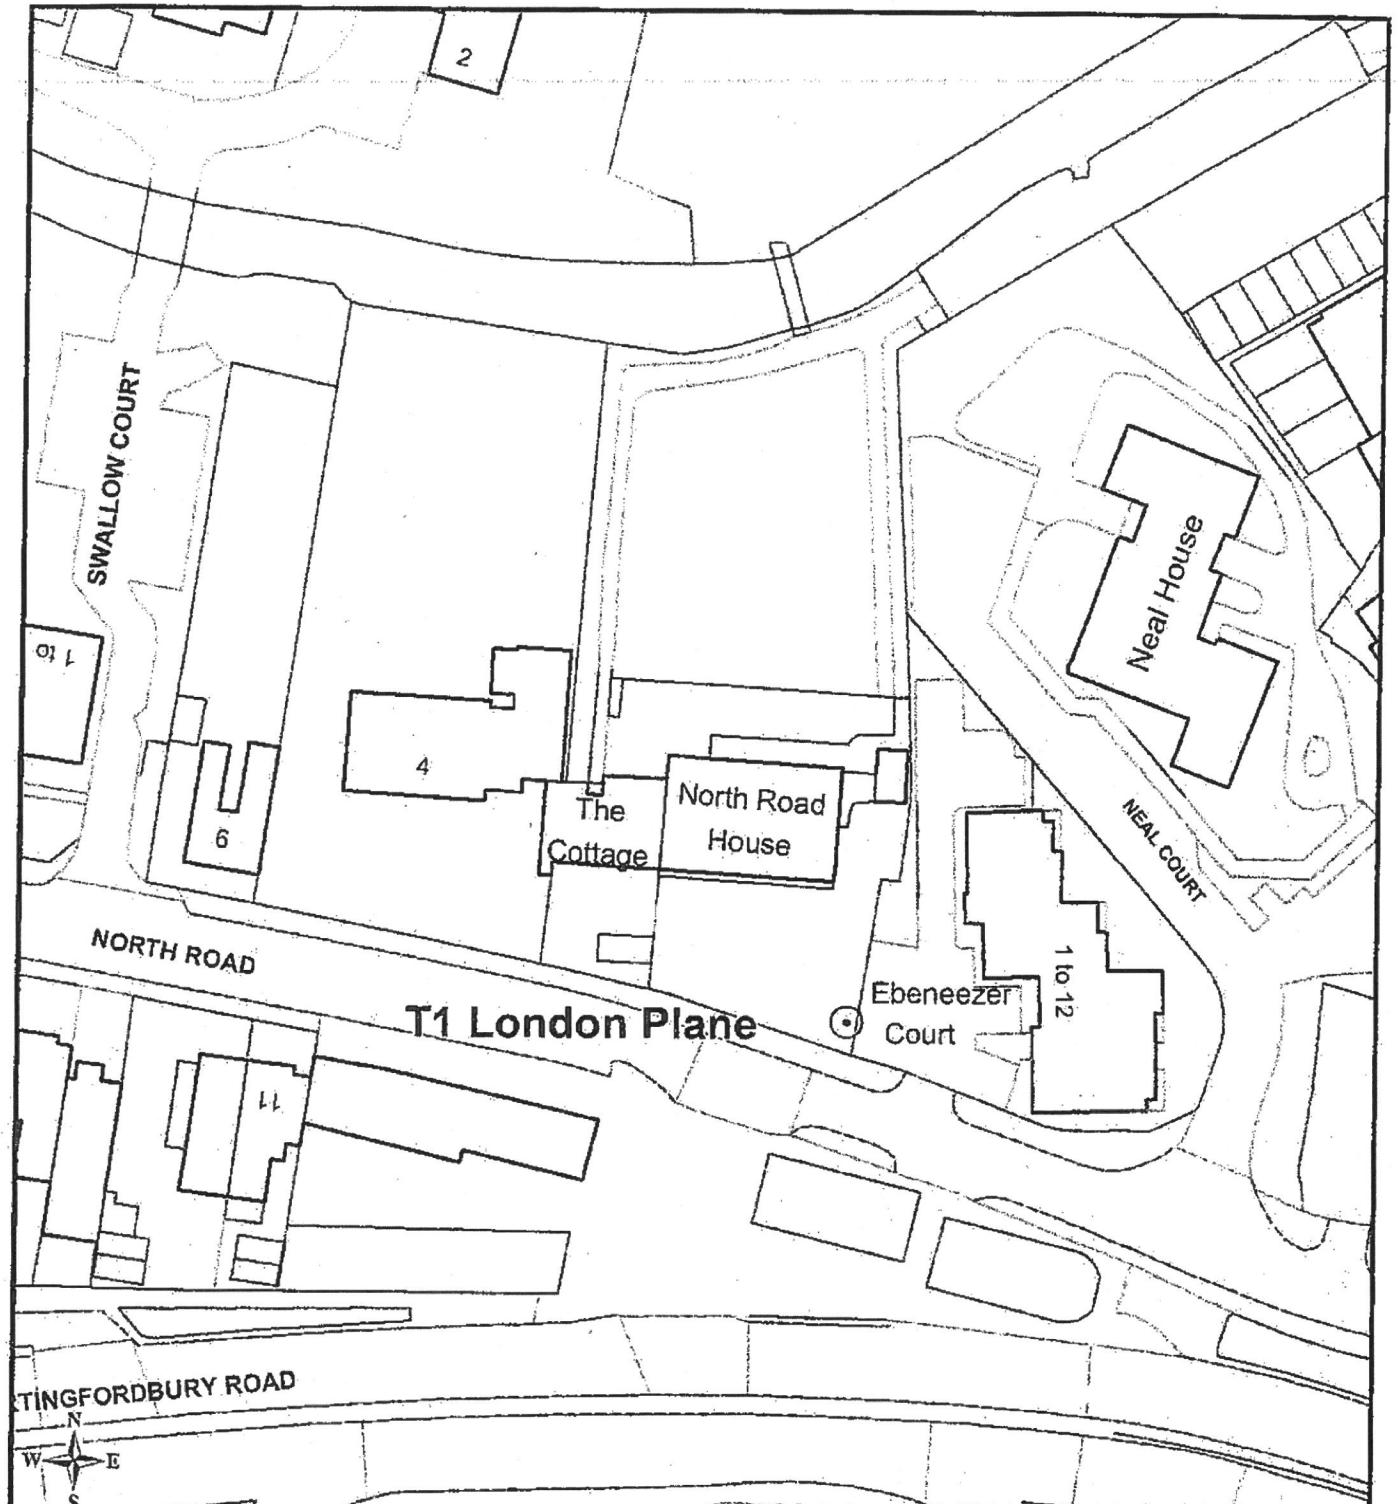 2
SWALLOW COURT
Neal House
1 to
4
6
The
Cottage
North Road
House
NEAL COURT
NORTH ROAD
T1 London Plane
Ebeneezer
Court
1 to 12
11
TINGFORDBURY ROAD
N
W
E
S